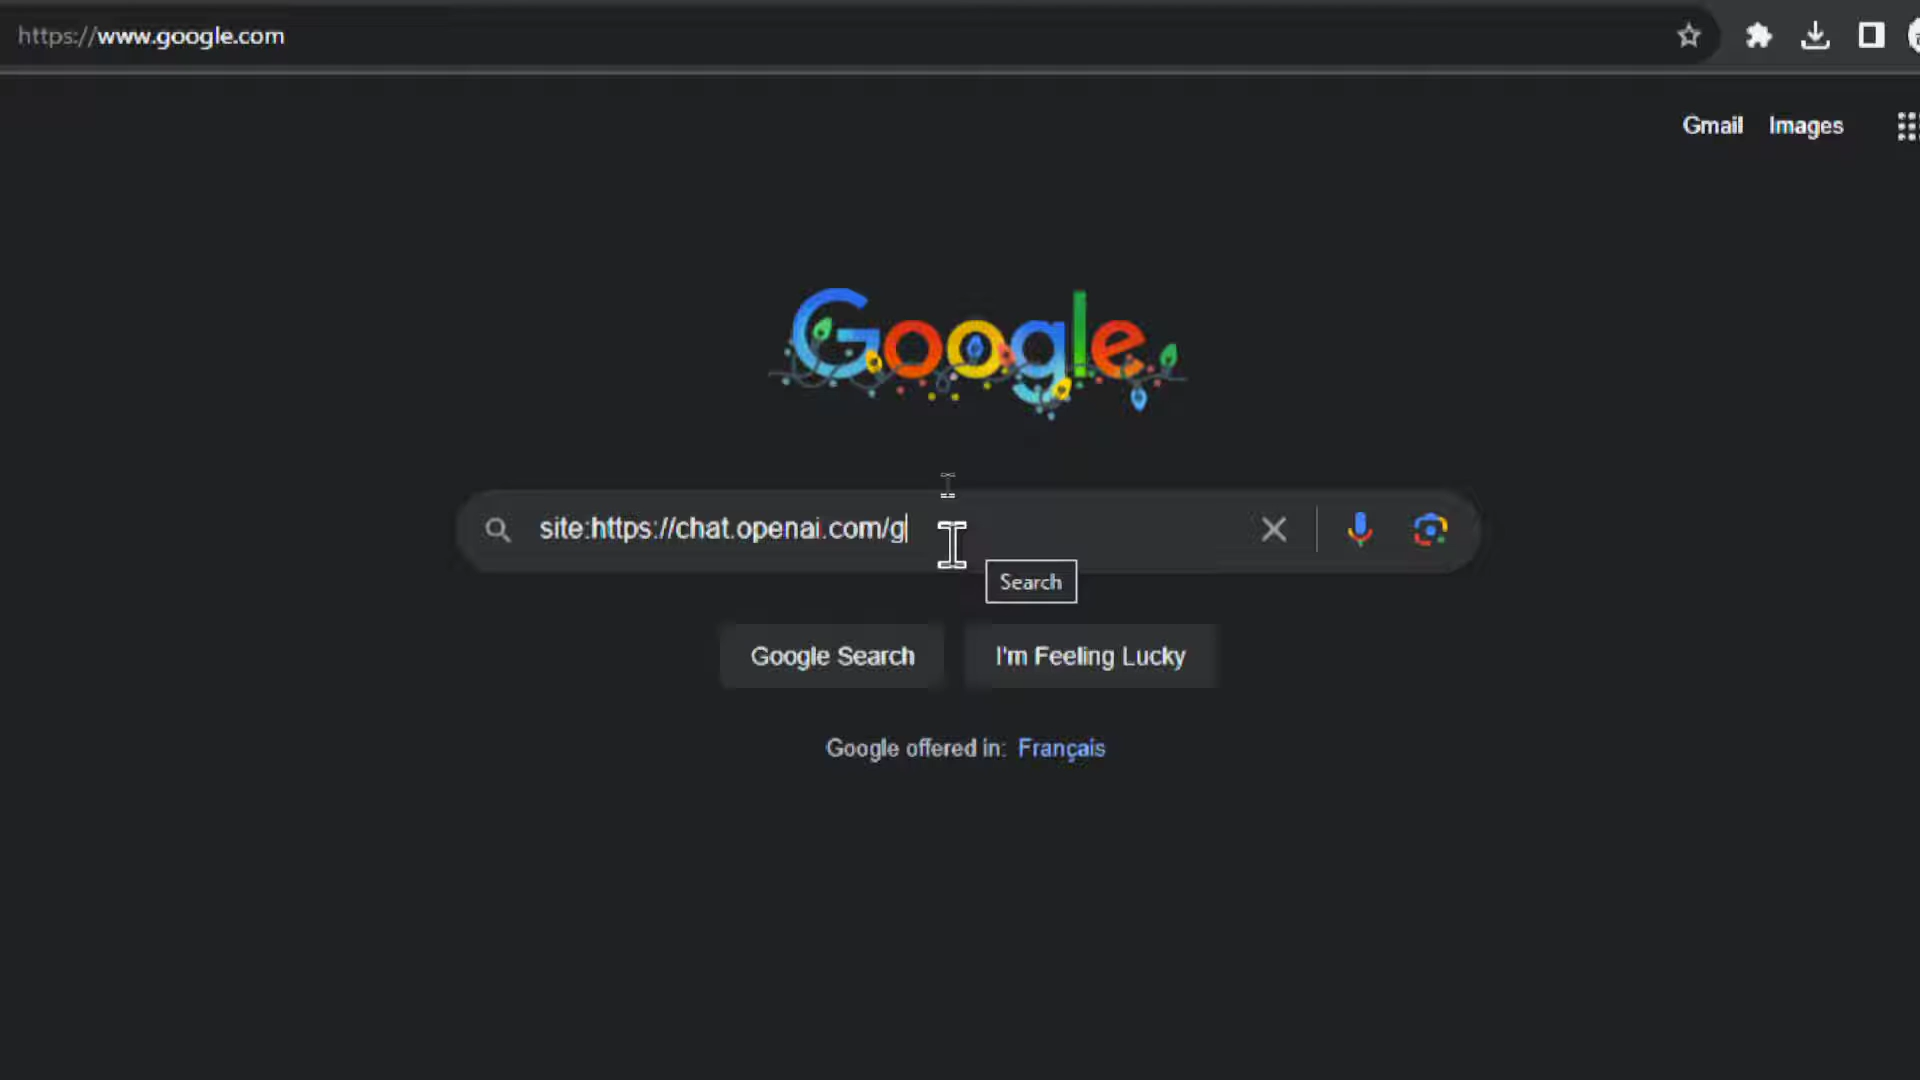 https://www.google.com
Gmail Images
Google
site:https://chat.openai.com/g
Search
Google Search I'm Feeling Lucky
Google offered in: Français